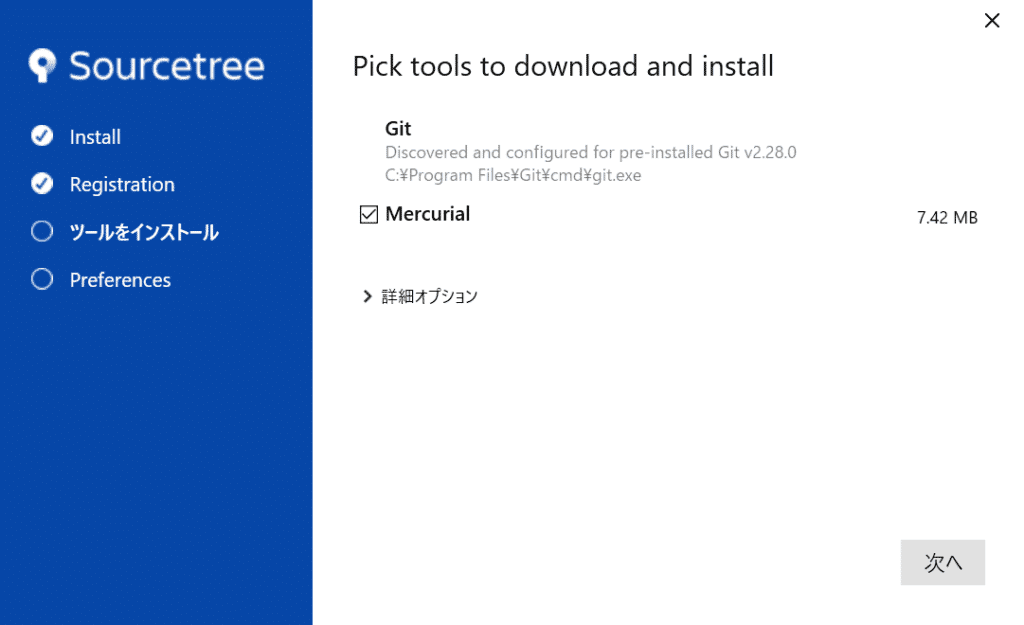 Sourcetree
Install
Registration
ツールをインストール
Preferences
Pick tools to download and install
Git
Discovered and configured for pre-installed Git v2.28.0
C:¥Program Files¥Git¥cmd¥git.exe
Mercurial
7.42 MB
詳細オプション
次へ